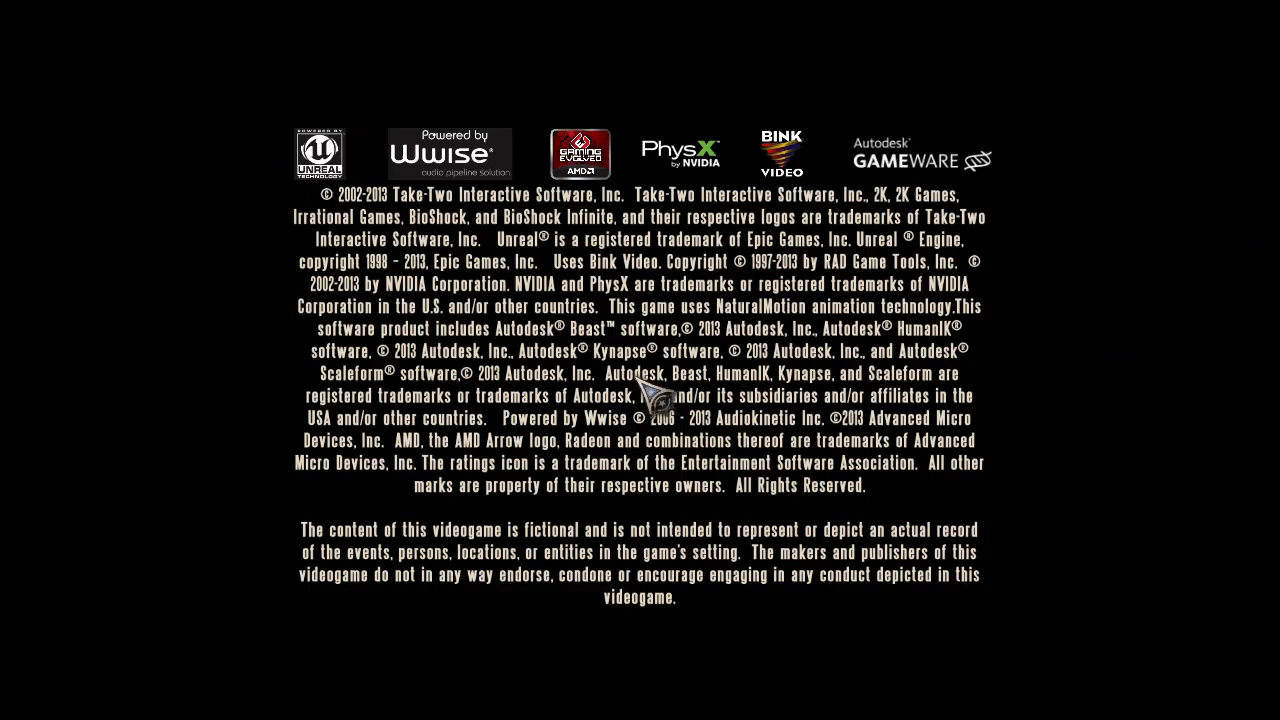 POWERED BY
UNREAL
TECHNOLOGY
Powered by
Wwise®
audio pipeline solution
GAMING
EVOLVED
AMD
PhysX™
by NVIDIA
BINK
VIDEO
Autodesk®
GAMEWARE
© 2002-2013 Take-Two Interactive Software, Inc.  Take-Two Interactive Software, Inc., 2K, 2K Games,
Irrational Games, BioShock, and BioShock Infinite, and their respective logos are trademarks of Take-Two
Interactive Software, Inc.   Unreal® is a registered trademark of Epic Games, Inc. Unreal ® Engine,
copyright 1998 – 2013, Epic Games, Inc.   Uses Bink Video. Copyright © 1997-2013 by RAD Game Tools, Inc.  ©
2002-2013 by NVIDIA Corporation. NVIDIA and PhysX are trademarks or registered trademarks of NVIDIA
Corporation in the U.S. and/or other countries.  This game uses NaturalMotion animation technology.This
software product includes Autodesk® Beast™ software,© 2013 Autodesk, Inc., Autodesk® HumanIK®
software, © 2013 Autodesk, Inc., Autodesk® Kynapse® software, © 2013 Autodesk, Inc., and Autodesk®
Scaleform® software,© 2013 Autodesk, Inc.  Autodesk, Beast, HumanIK, Kynapse, and Scaleform are
registered trademarks or trademarks of Autodesk, and/or its subsidiaries and/or affiliates in the
USA and/or other countries.   Powered by Wwise © 2006 - 2013 Audiokinetic Inc. ©2013 Advanced Micro
Devices, Inc.  AMD, the AMD Arrow logo, Radeon and combinations thereof are trademarks of Advanced
Micro Devices, Inc. The ratings icon is a trademark of the Entertainment Software Association.  All other
marks are property of their respective owners.  All Rights Reserved.
The content of this videogame is fictional and is not intended to represent or depict an actual record
of the events, persons, locations, or entities in the game's setting.  The makers and publishers of this
videogame do not in any way endorse, condone or encourage engaging in any conduct depicted in this
videogame.